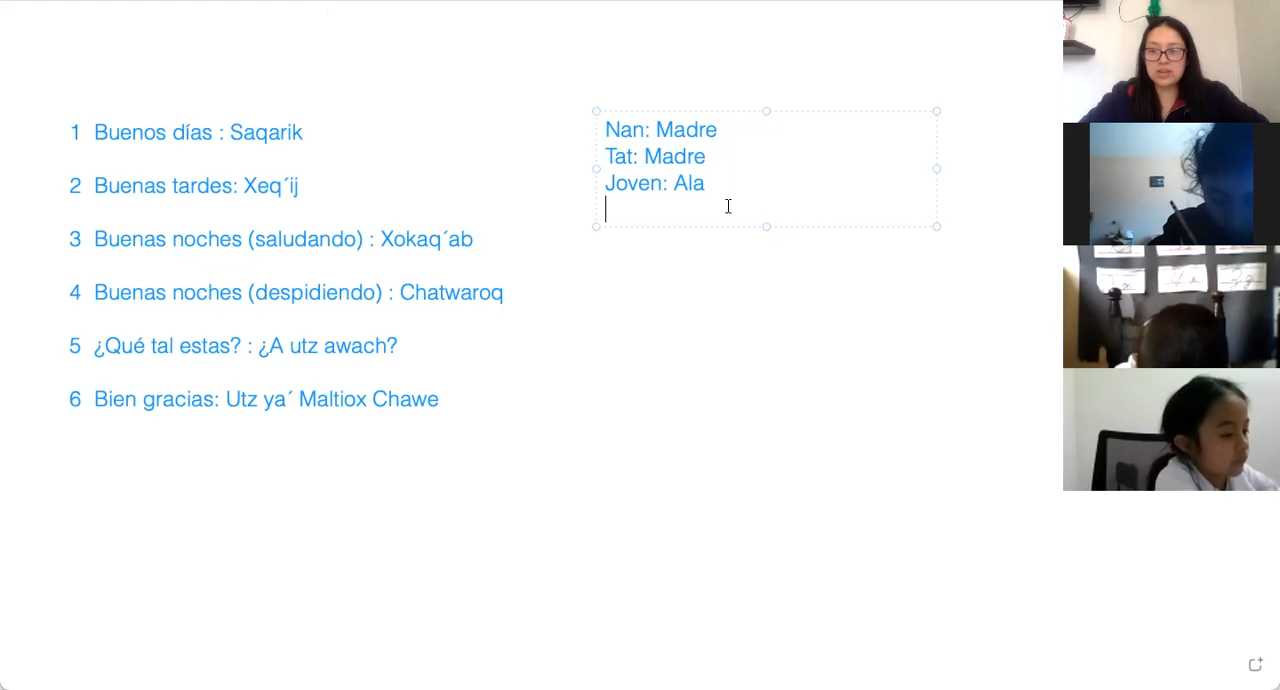 1 Buenos días : Saqarik
2 Buenas tardes: Xeq´ij
3 Buenas noches (saludando) : Xokaq´ab
4 Buenas noches (despidiendo) : Chatwaroq
5 ¿Qué tal estas? : ¿A utz awach?
6 Bien gracias: Utz ya´ Maltiox Chawe
Nan: Madre
Tat: Madre
Joven: Ala